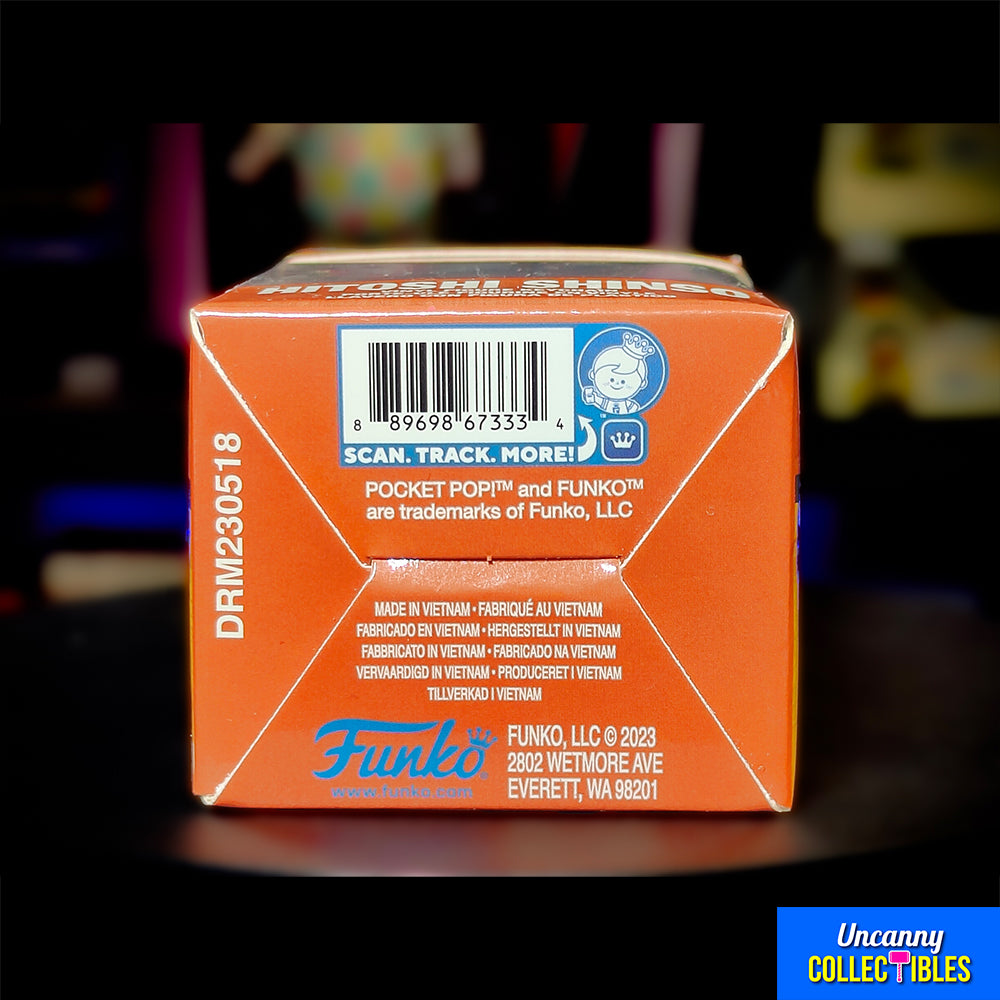 HITOSHI SHINSO
8 89698 67333 4
SCAN. TRACK. MORE!
POCKET POP!™ and FUNKO™
are trademarks of Funko, LLC
DRM230518
MADE IN VIETNAM • FABRIQUÉ AU VIETNAM
FABRICADO EN VIETNAM • HERGESTELLT IN VIETNAM
FABBRICATO IN VIETNAM • FABRICADO NA VIETNAM
VERVAARDIGD IN VIETNAM • PRODUCERET I VIETNAM
TILLVERKAD I VIETNAM
Funko®
www.funko.com
FUNKO, LLC © 2023
2802 WETMORE AVE
EVERETT, WA 98201
Uncanny
COLLECTIBLES